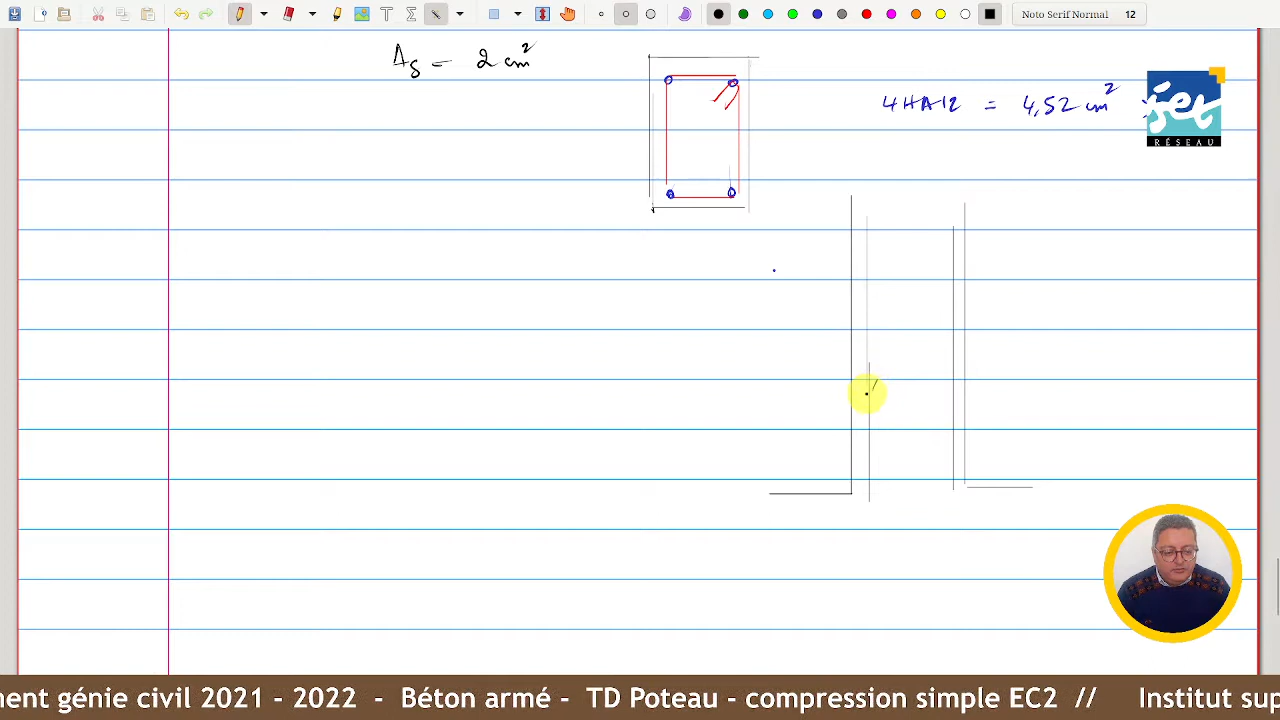 Noto Serif Normal 12
As = 2 cm²
4HA12 = 4,52 cm²
iset
RÉSEAU
ment génie civil 2021 - 2022 - Béton armé - TD Poteau - compression simple EC2 // Institut sup